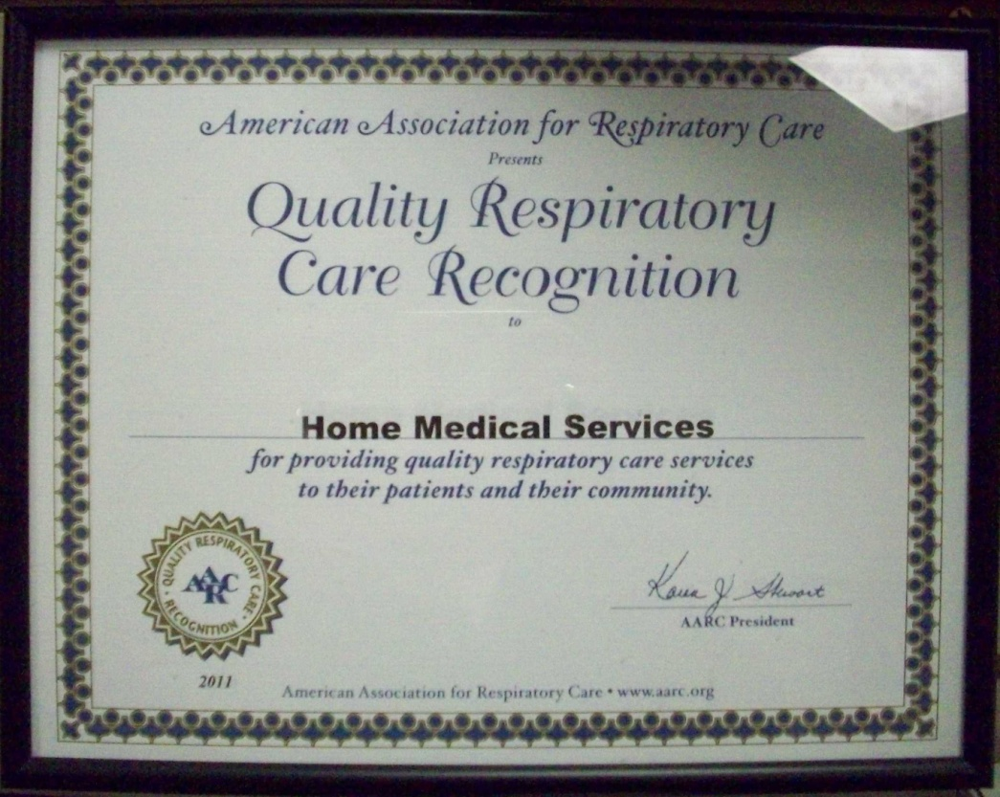 American Association for Respiratory Care
Presents
Quality Respiratory
Care Recognition
to
Home Medical Services
for providing quality respiratory care services
to their patients and their community.
QUALITY RESPIRATORY CARE • RECOGNITION •
AARC
2011
Karen J. Stewart
AARC President
American Association for Respiratory Care • www.aarc.org